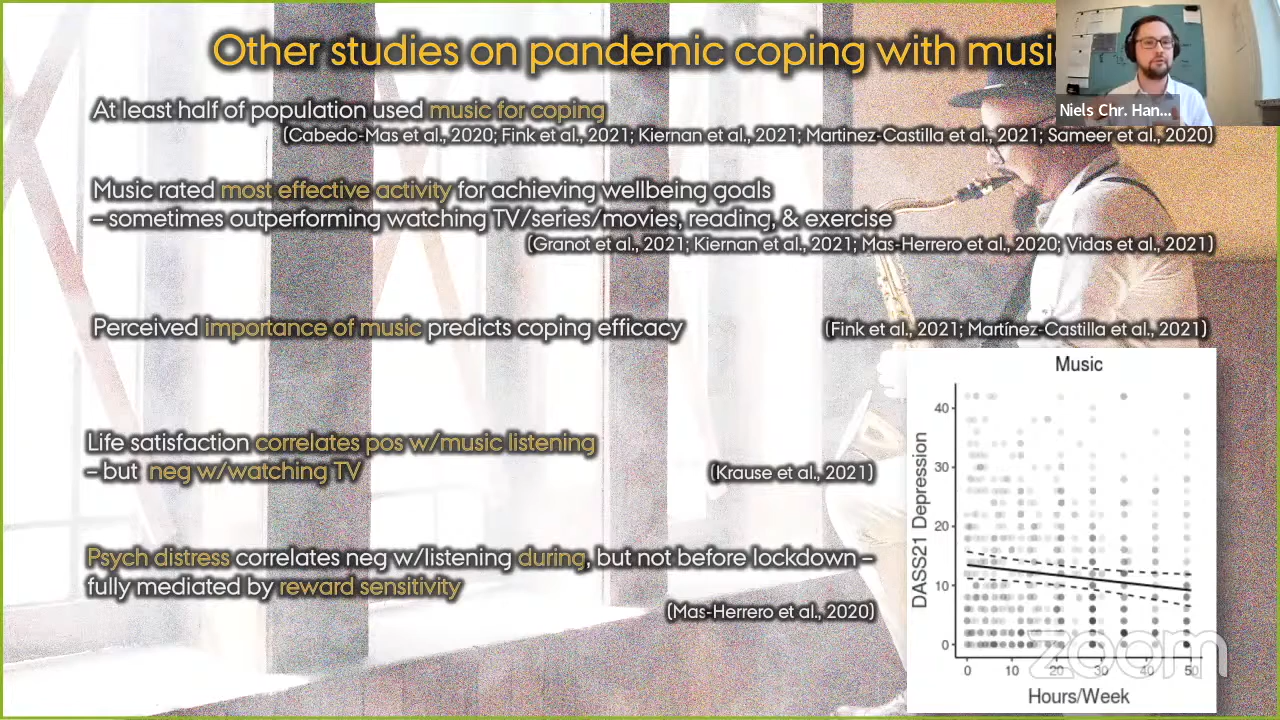 Other studies on pandemic coping with musi
Niels Chr. Han...
At least half of population used music for coping
(Cabedo-Mas et al., 2020; Fink et al., 2021; Kiernan et al., 2021; Martinez-Castilla et al., 2021; Sameer et al., 2020)
Music rated most effective activity for achieving wellbeing goals
– sometimes outperforming watching TV/series/movies, reading, & exercise
(Granot et al., 2021; Kiernan et al., 2021; Mas-Herrero et al., 2020; Vidas et al., 2021)
Perceived importance of music predicts coping efficacy
(Fink et al., 2021; Martínez-Castilla et al., 2021)
Life satisfaction correlates pos w/music listening
– but neg w/watching TV
(Krause et al., 2021)
Psych distress correlates neg w/listening during, but not before lockdown –
fully mediated by reward sensitivity
(Mas-Herrero et al., 2020)
Music
DASS21 Depression
40
30
20
10
0
0 10 20 30 40 50
Hours/Week
zoom